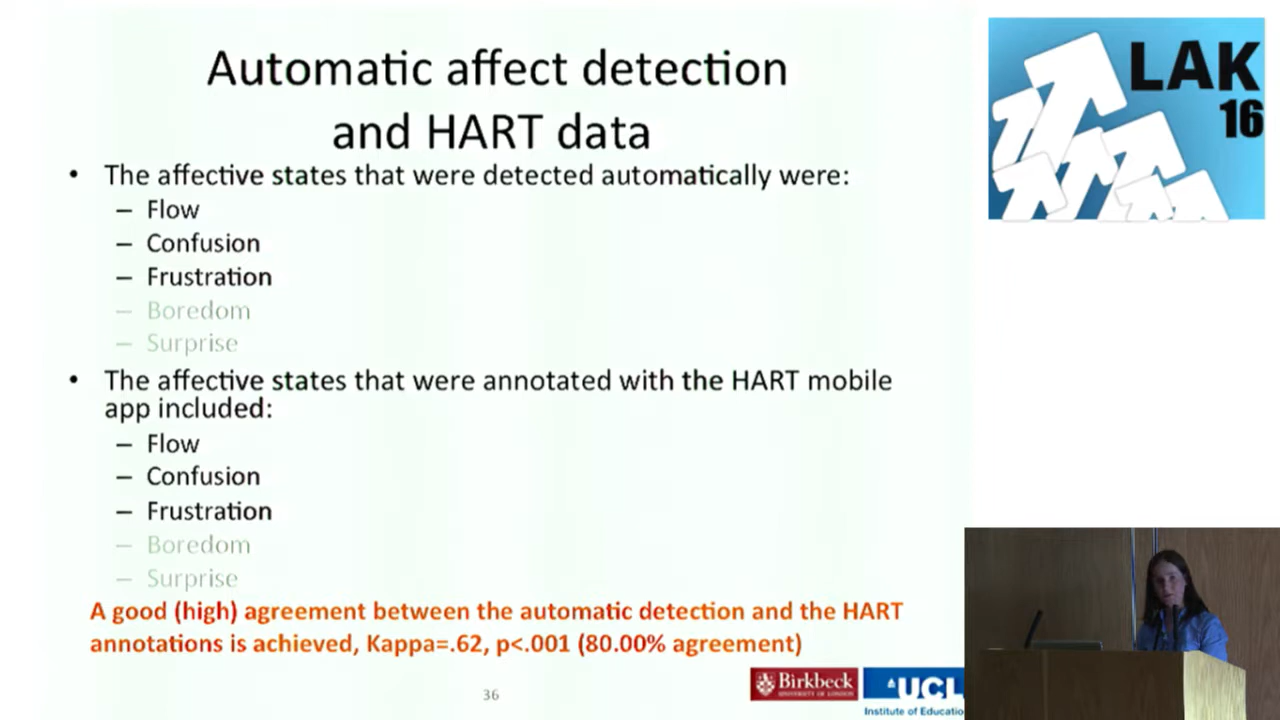 Automatic affect detection
and HART data
• The affective states that were detected automatically were:
– Flow
– Confusion
– Frustration
– Boredom
– Surprise
• The affective states that were annotated with the HART mobile
app included:
– Flow
– Confusion
– Frustration
– Boredom
– Surprise
A good (high) agreement between the automatic detection and the HART
annotations is achieved, Kappa=.62, p<.001 (80.00% agreement)
36
Birkbeck
UNIVERSITY OF LONDON
UCL
Institute of Educatio
LAK
16